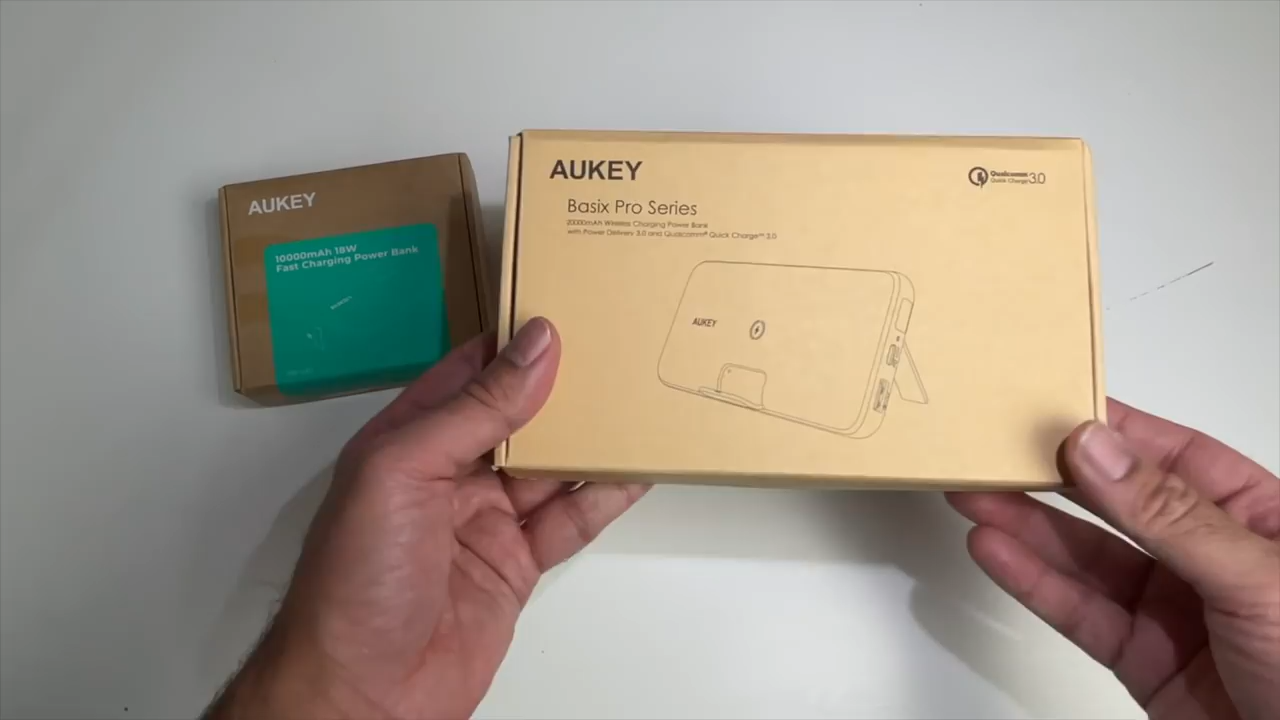 AUKEY
10000mAh 18W
Fast Charging Power Bank
AUKEY
Qualcomm
Quick Charge 3.0
Basix Pro Series
20000mAh Wireless Charging Power Bank
with Power Delivery 3.0 and Qualcomm® Quick Charge™ 3.0
AUKEY